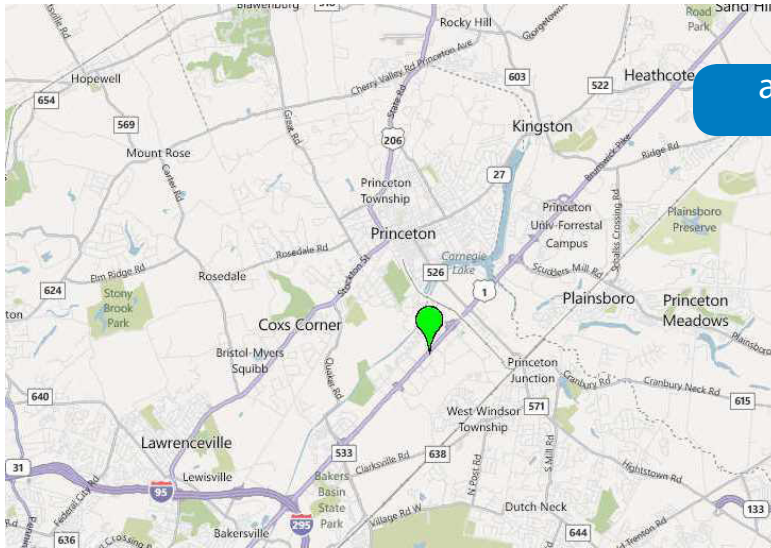 Rocky Hill
Sand Hi
Road
Park
Hopewell
Cherry Valley Rd Princeton Ave
State Rd
603
522
Heathcote
a
654
569
Great Rd
206
Kingston
Brunswick Pike
Ridge Rd
Mount Rose
Carter Rd
27
Princeton
Township
Princeton
Univ-Forrestal
Campus
Schalks Crossing Rd
Plainsboro
Preserve
Princeton
Carnegie
Lake
Rosedale Rd
526
Elm Ridge Rd
Rosedale
Stockton St
Scudders Mill Rd
624
Stony
Brook
Park
1
Plainsboro
Princeton
Meadows
ton
Coxs Corner
Plainsboro
Bristol-Myers
Squibb
Quaker Rd
Princeton
Junction
Cranbury Rd
Cranbury Neck Rd
640
615
West Windsor
Township
571
Lawrenceville
533
638
Clarksville Rd
31
N Post Rd
S Mill Rd
Hightstown Rd
Federal City Rd
95
Lewisville
Bakers
Basin
State
Park
133
Dutch Neck
295
Village Rd W
Bakersville
644
636
Crossing
Trenton Rd